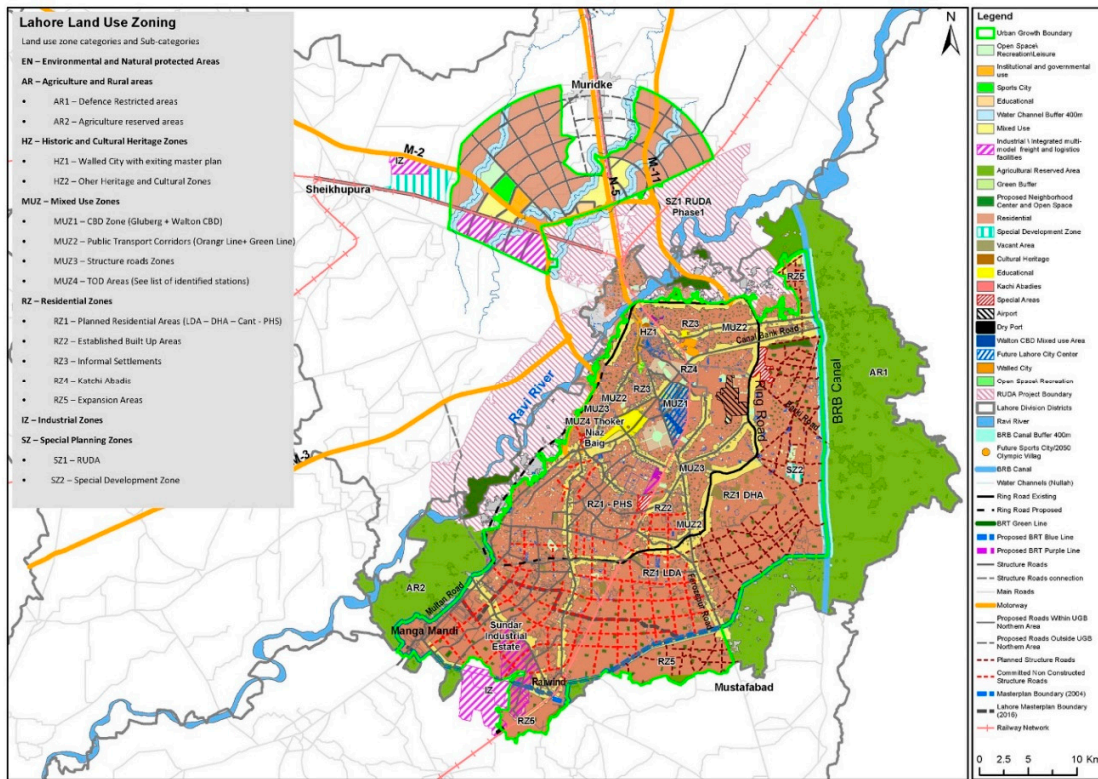 Lahore Land Use Zoning
Land use zone categories and Sub-categories
EN – Environmental and Natural protected Areas
AR – Agriculture and Rural areas
• AR1 – Defence Restricted areas
• AR2 – Agriculture reserved areas
HZ – Historic and Cultural Heritage Zones
• HZ1 – Walled City with exiting master plan
• HZ2 – Oher Heritage and Cultural Zones
MUZ – Mixed Use Zones
• MUZ1 – CBD Zone (Gluberg + Walton CBD)
• MUZ2 – Public Transport Corridors (Orangr Line+ Green Line)
• MUZ3 – Structure roads Zones
• MUZ4 – TOD Areas (See list of identified stations)
RZ – Residential Zones
• RZ1 – Planned Residential Areas (LDA – DHA – Cant - PHS)
• RZ2 – Established Built Up Areas
• RZ3 – Informal Settlements
• RZ4 – Katchi Abadis
• RZ5 – Expansion Areas
IZ – Industrial Zones
SZ – Special Planning Zones
• SZ1 – RUDA
• SZ2 – Special Development Zone
Muridke
M-2
IZ
Sheikhupura
N-5
M-11
SZ1 RUDA
Phase1
RZ5
HZ1
RZ3
MUZ2
Canal Bank Road
RZ4
RZ3
MUZ2
MUZ1
MUZ3
MUZ4 Thoker
Niaz
Baig
Ring Road
BRB Canal
AR1
Ravi River
M-3
MUZ3
SZ2
RZ1 - PHS
RZ2
RZ1 DHA
MUZ2
RZ1 LDA
Ferozepur Road
AR2
Multan Road
Manga Mandi
Sundar
Industrial
Estate
RZ5
Raiwind
Mustafabad
IZ
RZ5
N
Legend
Urban Growth Boundary
Open Space\
Recreation\Leisure
Institutional and governmental
use
Sports City
Educational
Water Channel Buffer 400m
Mixed Use
Industrial \ Integrated multi-
model freight and logistics
facilities
Agricultural Reserved Area
Green Buffer
Proposed Neighborhood
Center and Open Space
Residential
Special Development Zone
Vacant Area
Cultural Heritage
Educational
Kachi Abadies
Special Areas
Airport
Dry Port
Walton CBD Mixed use Area
Future Lahore City Center
Walled City
Open Space\ Recreation
RUDA Project Boundary
Lahore Division Districts
Ravi River
BRB Canal Buffer 400m
Future Sports City/2050
Olympic Villag
BRB Canal
Water Channels (Nullah)
Ring Road Existing
Ring Road Proposed
BRT Green Line
Proposed BRT Blue Line
Proposed BRT Purple Line
Structure Roads
Structure Roads connection
Main Roads
Motorway
Proposed Roads Within UGB
Northern Area
Proposed Roads Outside UGB
Northern Area
Planned Structure Roads
Committed Non Constructed
Structure Roads
Masterplan Boundary (2004)
Lahore Masterplan Boundary
(2016)
Railway Network
0 2.5 5 10 Km